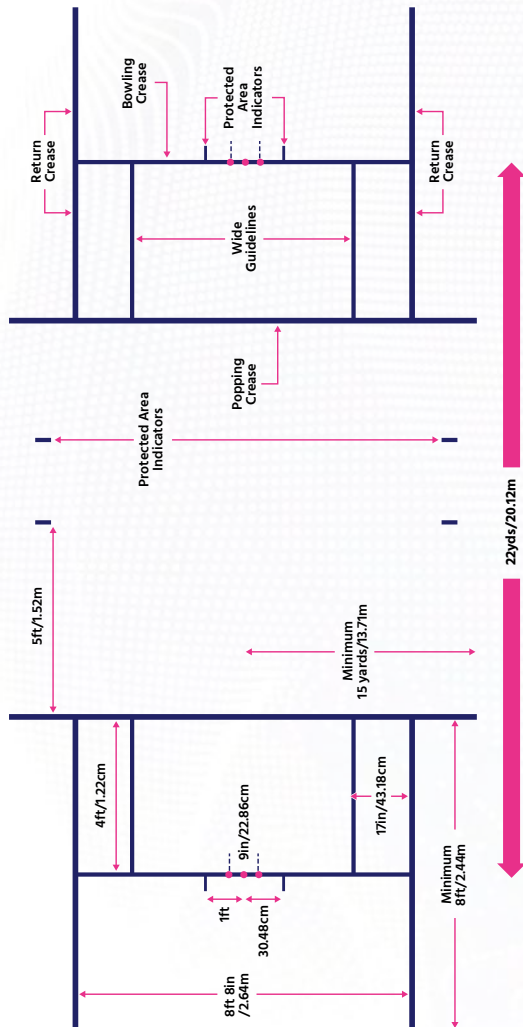 Return
Crease
Bowling
Crease
Protected
Area
Indicators
Return
Crease
Wide
Guidelines
Popping
Crease
Protected Area
Indicators
22yds/20.12m
5ft/1.52m
Minimum
15 yards/13.71m
4ft/1.22cm
9in/22.86cm
17in/43.18cm
1ft
30.48cm
8ft 8in
/2.64m
Minimum
8ft/2.44m